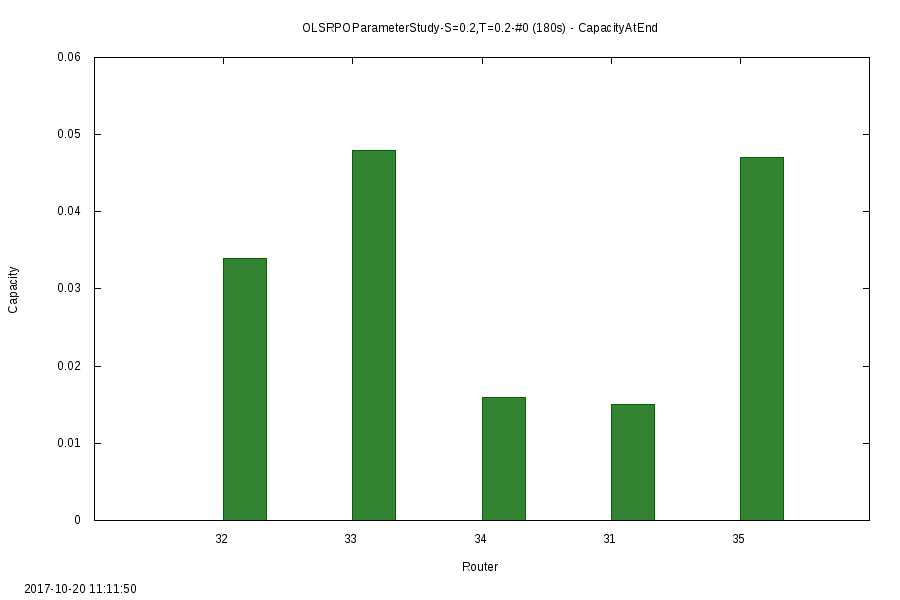 OLSRPOParameterStudy-S=0.2,T=0.2-#0 (180s) - CapacityAtEnd
0.06
0.05
0.04
0.03
0.02
0.01
0
Capacity
32 33 34 31 35
Router
2017-10-20 11:11:50